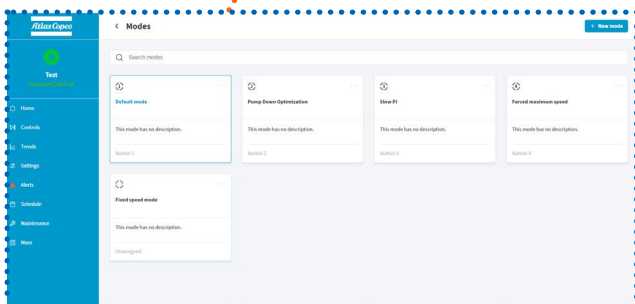 Atlas Copco
Test
VacuumControl
Home
Controls
Trends
Settings
Alerts
Schedule
Maintenance
More
< Modes
+ New mode
Search modes
Default mode
This mode has no description.
Button 1
Pump Down Optimization
This mode has no description.
Button 2
Slow PI
This mode has no description.
Button 3
Forced maximum speed
This mode has no description.
Button 4
Fixed speed mode
This mode has no description.
Unassigned